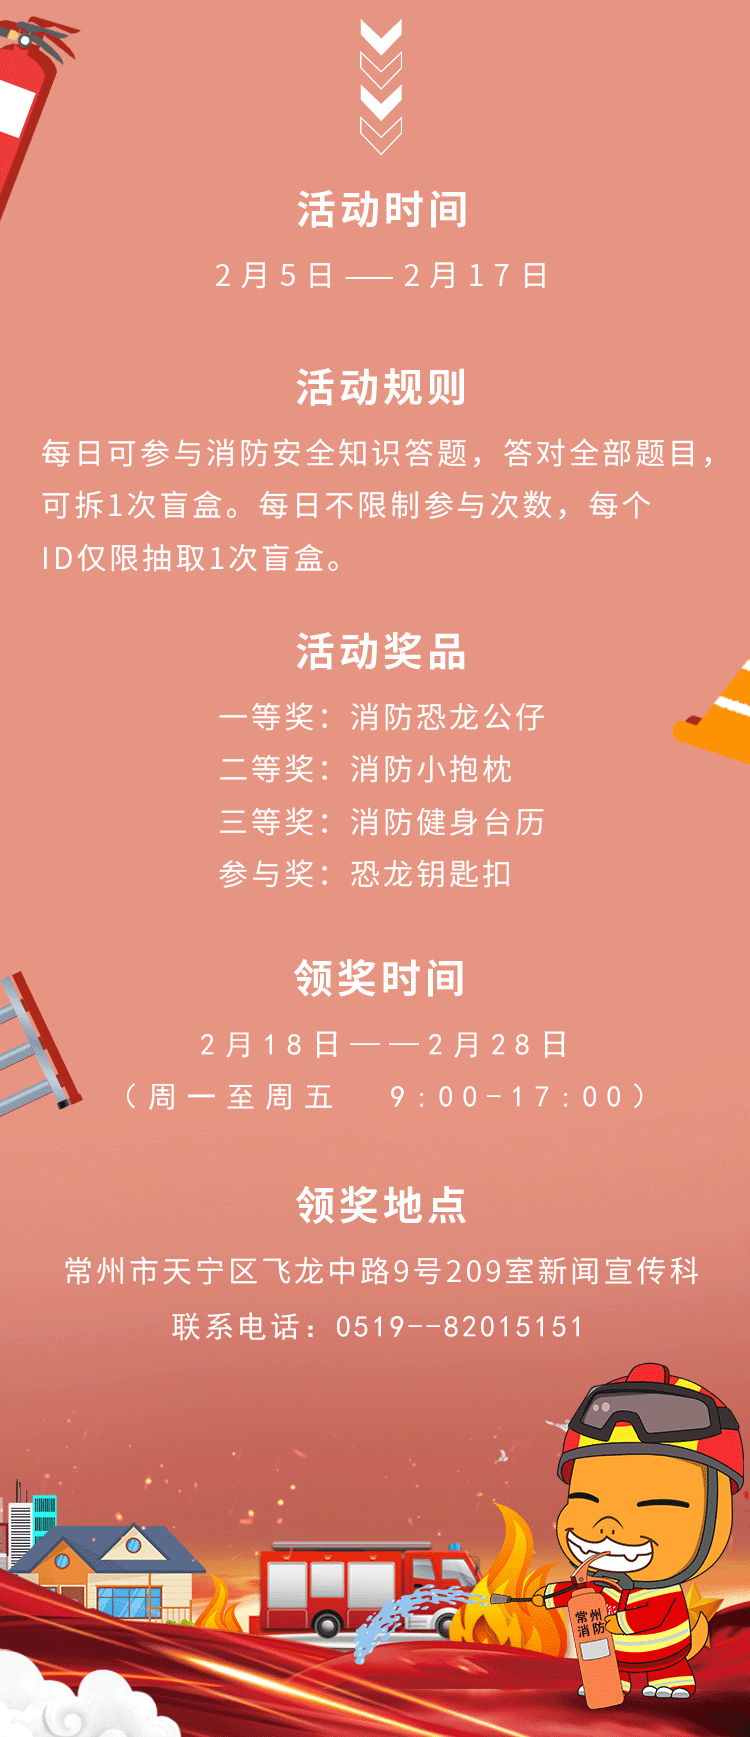 活动时间
2月5日——2月17日
活动规则
每日可参与消防安全知识答题，答对全部题目，
可拆1次盲盒。每日不限制参与次数，每个
ID仅限抽取1次盲盒。
活动奖品
一等奖：消防恐龙公仔
二等奖：消防小抱枕
三等奖：消防健身台历
参与奖：恐龙钥匙扣
领奖时间
2月18日——2月28日
（周一至周五 9:00-17:00）
领奖地点
常州市天宁区飞龙中路9号209室新闻宣传科
联系电话：0519--82015151
常州
消防